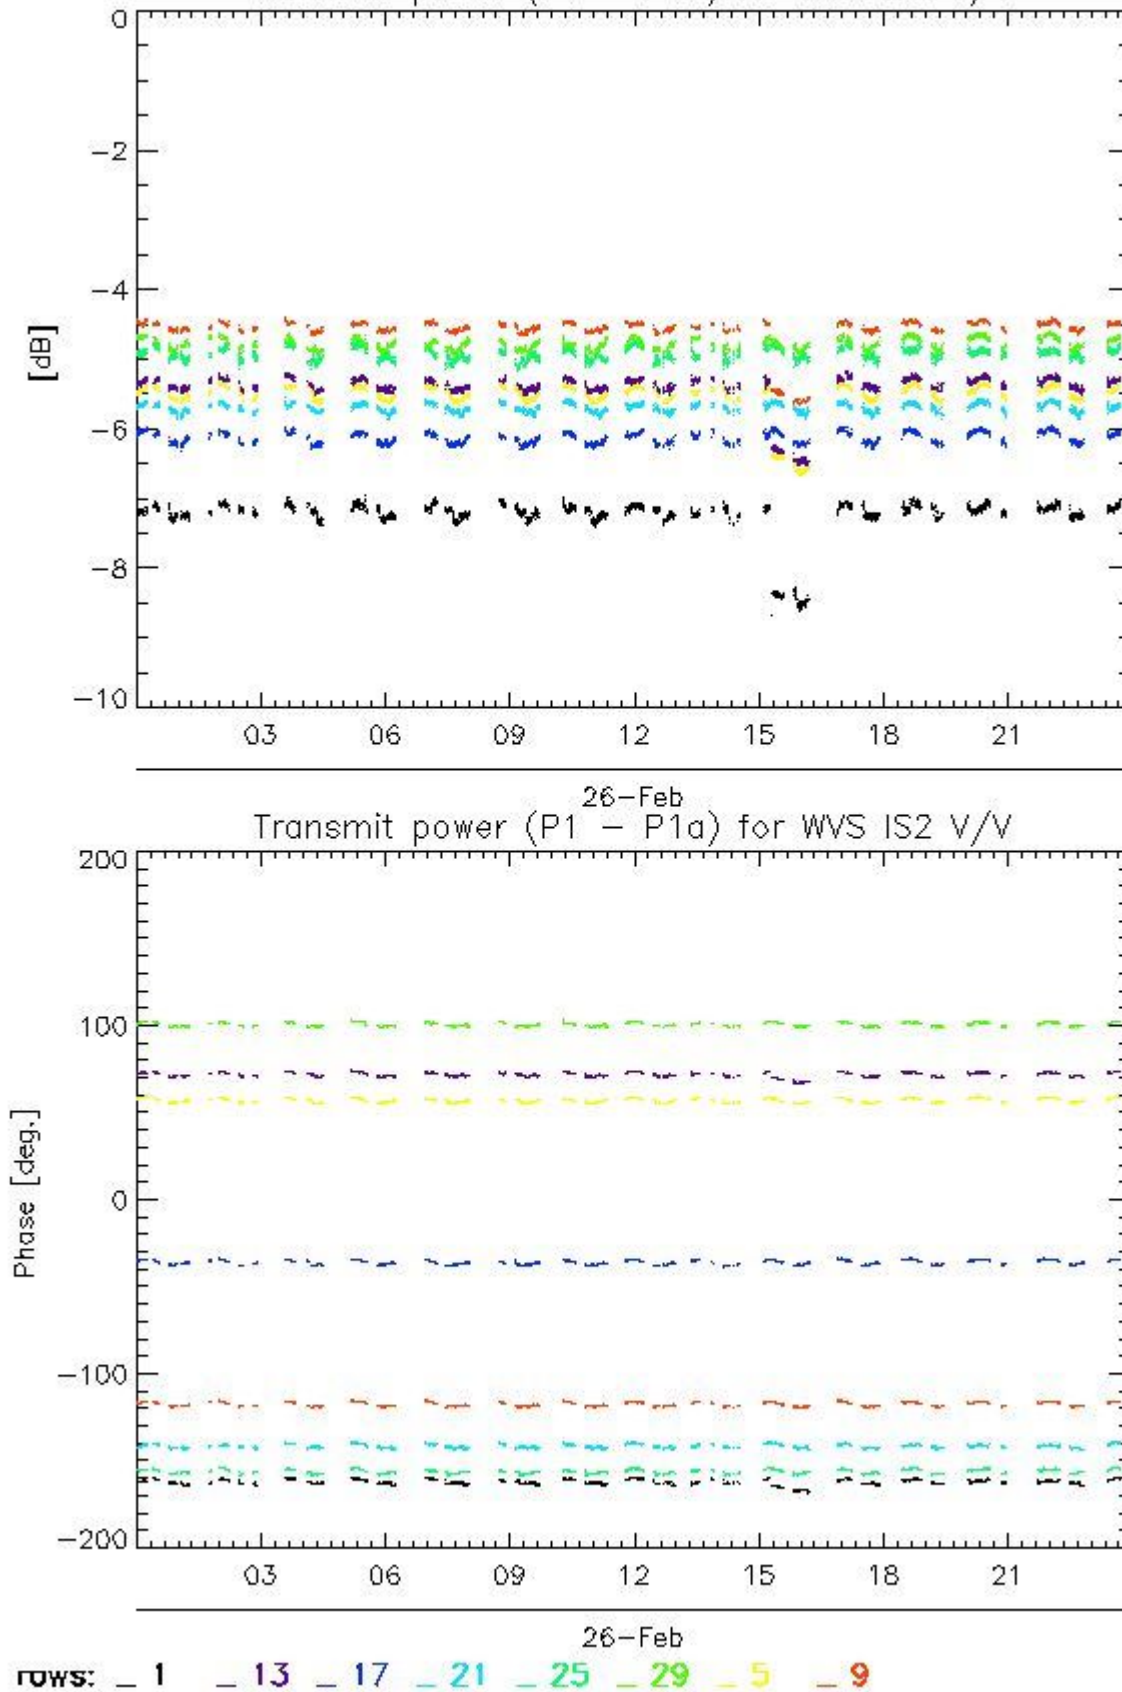 0
−2
−4
−6
−8
−10
[dB]
03 06 09 12 15 18 21
26−Feb
Transmit power (P1 − P1a) for WVS IS2 V/V
200
100
0
−100
−200
Phase [deg.]
03 06 09 12 15 18 21
26−Feb
rows: _ 1 _ 13 _ 17 _ 21 _ 25 _ 29 _ 5 _ 9